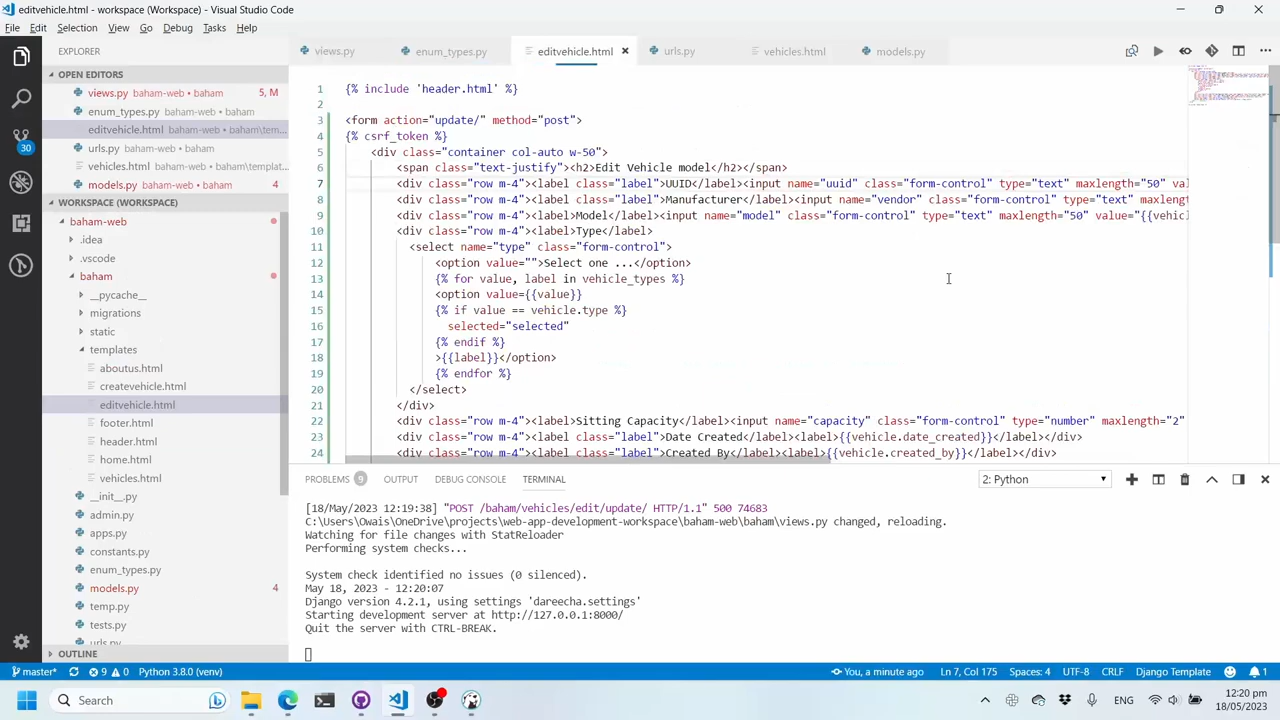 editvehicle.html - workspace (Workspace) - Visual Studio Code
File Edit Selection View Go Debug Tasks Help
EXPLORER
OPEN EDITORS
views.py baham-web • baham 5, M
enum_types.py baham-web • baham
editvehicle.html baham-web • baham\tem...
urls.py baham-web • baham
vehicles.html baham-web • baham\templat...
models.py baham-web • baham 4
WORKSPACE (WORKSPACE)
baham-web
.idea
.vscode
baham
__pycache__
migrations
static
templates
aboutus.html
createvehicle.html
editvehicle.html
footer.html
header.html
home.html
vehicles.html
__init__.py
admin.py
apps.py
constants.py
enum_types.py
models.py 4
temp.py
tests.py
urls.py
OUTLINE
views.py enum_types.py editvehicle.html urls.py vehicles.html models.py
1 {% include 'header.html' %}
2
3 <form action="update/" method="post">
4 {% csrf_token %}
5 <div class="container col-auto w-50">
6 <span class="text-justify"><h2>Edit Vehicle model</h2></span>
7 <div class="row m-4"><label class="label">UUID</label><input name="uuid" class="form-control" type="text" maxlength="50" val
8 <div class="row m-4"><label class="label">Manufacturer</label><input name="vendor" class="form-control" type="text" maxleng
9 <div class="row m-4"><label>Model</label><input name="model" class="form-control" type="text" maxlength="50" value="{{vehicl
10 <div class="row m-4"><label>Type</label>
11 <select name="type" class="form-control">
12 <option value="">Select one ...</option>
13 {% for value, label in vehicle_types %}
14 <option value={{value}}
15 {% if value == vehicle.type %}
16 selected="selected"
17 {% endif %}
18 >{{label}}</option>
19 {% endfor %}
20 </select>
21 </div>
22 <div class="row m-4"><label>Sitting Capacity</label><input name="capacity" class="form-control" type="number" maxlength="2"
23 <div class="row m-4"><label class="label">Date Created</label><label>{{vehicle.date_created}}</label></div>
24 <div class="row m-4"><label class="label">Created By</label><label>{{vehicle.created_by}}</label></div>
PROBLEMS 9 OUTPUT DEBUG CONSOLE TERMINAL 2: Python
[18/May/2023 12:19:38] "POST /baham/vehicles/edit/update/ HTTP/1.1" 500 74683
C:\Users\Owais\OneDrive\projects\web-app-development-workspace\baham-web\baham\views.py changed, reloading.
Watching for file changes with StatReloader
Performing system checks...
System check identified no issues (0 silenced).
May 18, 2023 - 12:20:07
Django version 4.2.1, using settings 'dareecha.settings'
Starting development server at http://127.0.0.1:8000/
Quit the server with CTRL-BREAK.
30
master* 9 0 Python 3.8.0 (venv) You, a minute ago Ln 7, Col 175 Spaces: 4 UTF-8 CRLF Django Template 1
Search ENG 12:20 pm
18/05/2023